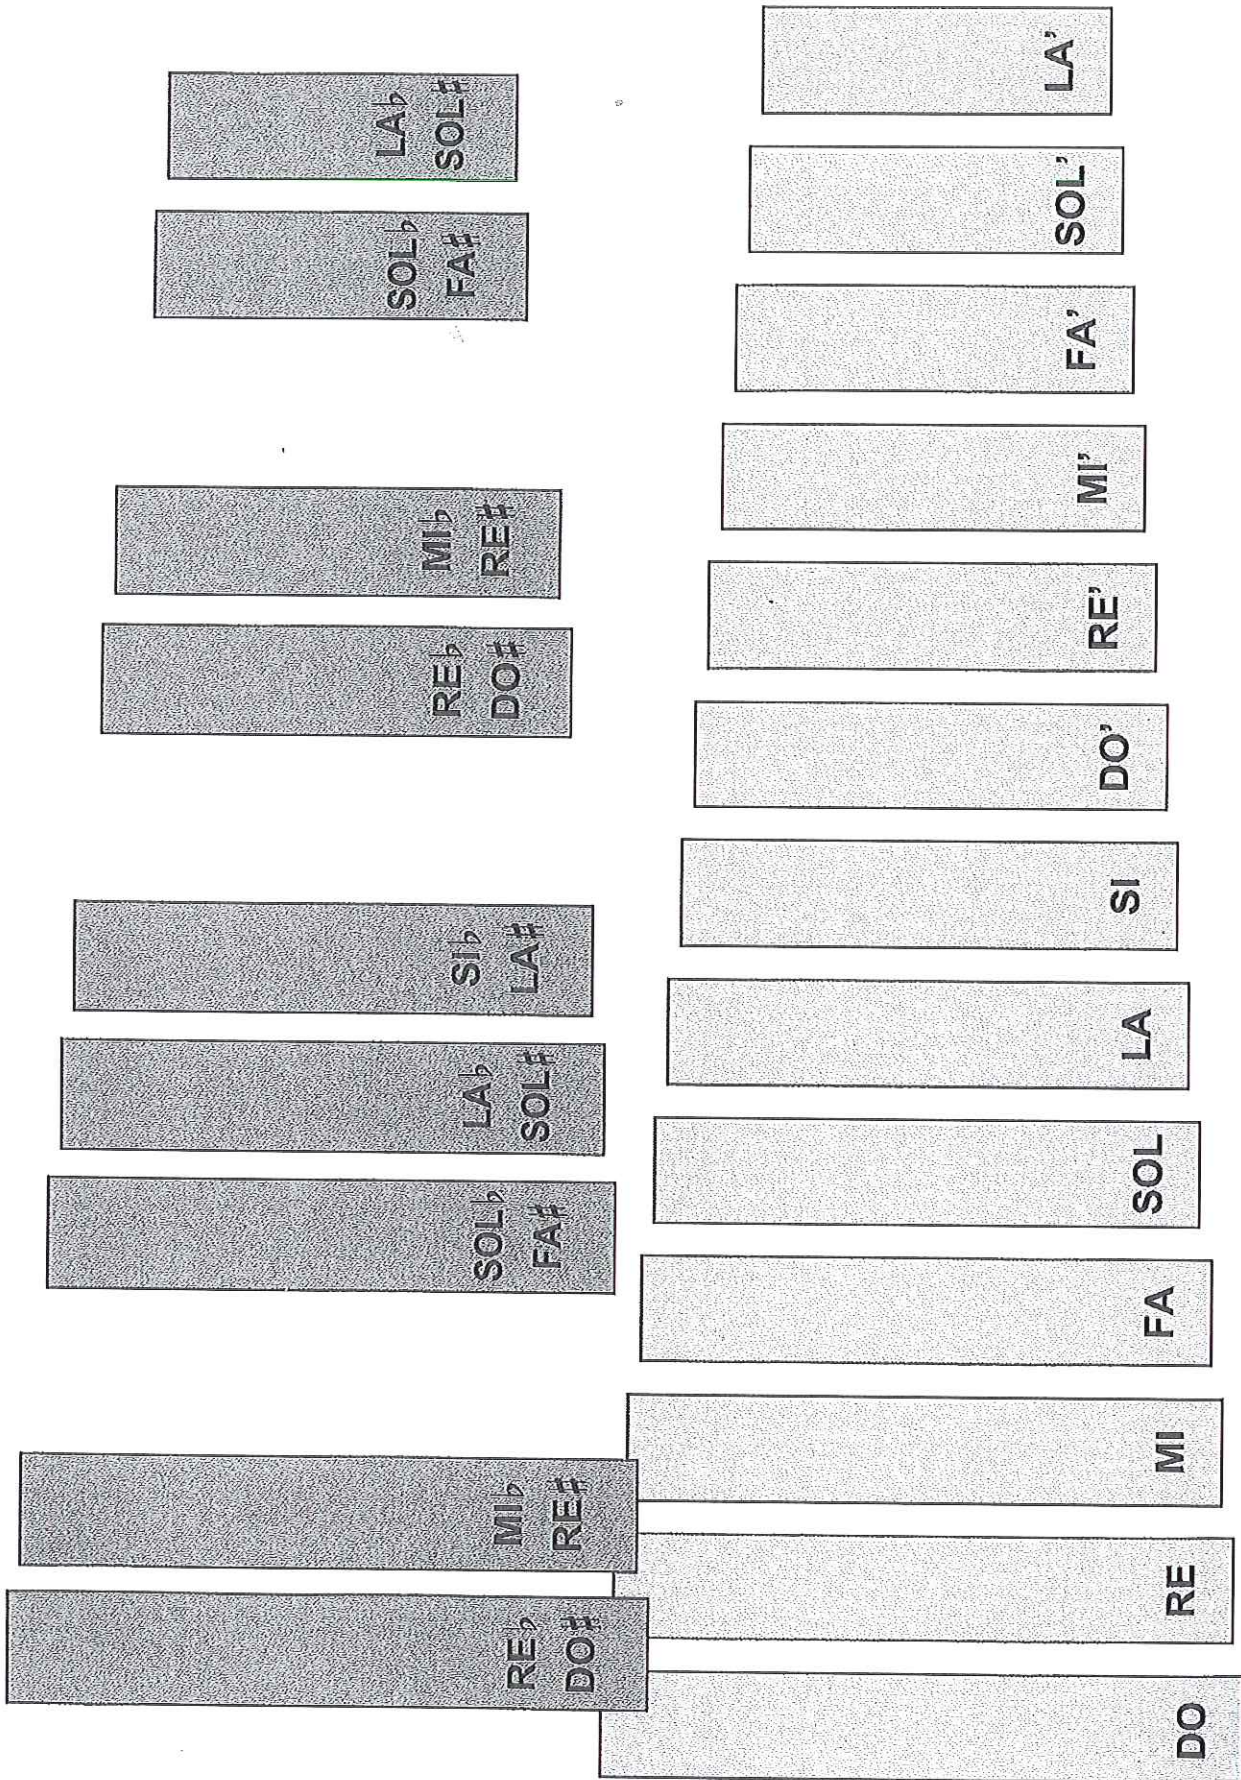 RE♭
DO#
MI♭
RE#
SOL♭
FA#
LA♭
SOL#
SI♭
LA#
RE♭
DO#
MI♭
RE#
SOL♭
FA#
LA♭
SOL#
DO
RE
MI
FA
SOL
LA
SI
DO'
RE'
MI'
FA'
SOL'
LA'